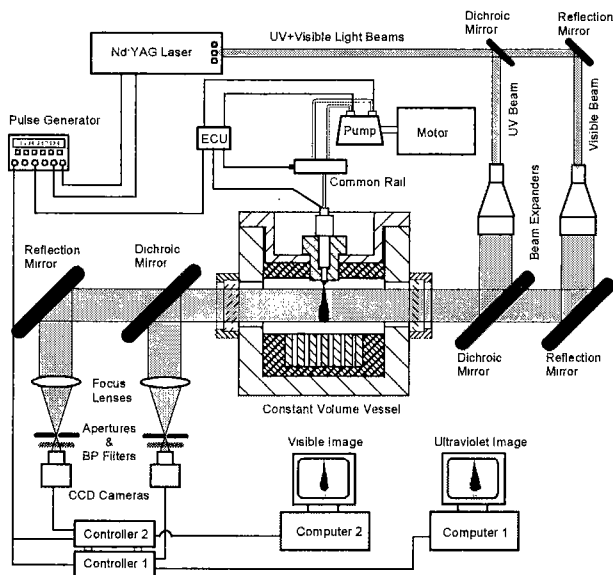 UV+Visible Light Beams
Dichroic
Mirror
Reflection
Mirror
Nd:YAG Laser
UV Beam
Visible Beam
Pulse Generator
ECU
Pump
Motor
Common Rail
Beam Expanders
Reflection
Mirror
Dichroic
Mirror
Dichroic
Mirror
Reflection
Mirror
Focus
Lenses
Constant Volume Vessel
Apertures
&
BP Filters
Visible Image
Ultraviolet Image
CCD Cameras
Controller 2
Computer 2
Computer 1
Controller 1